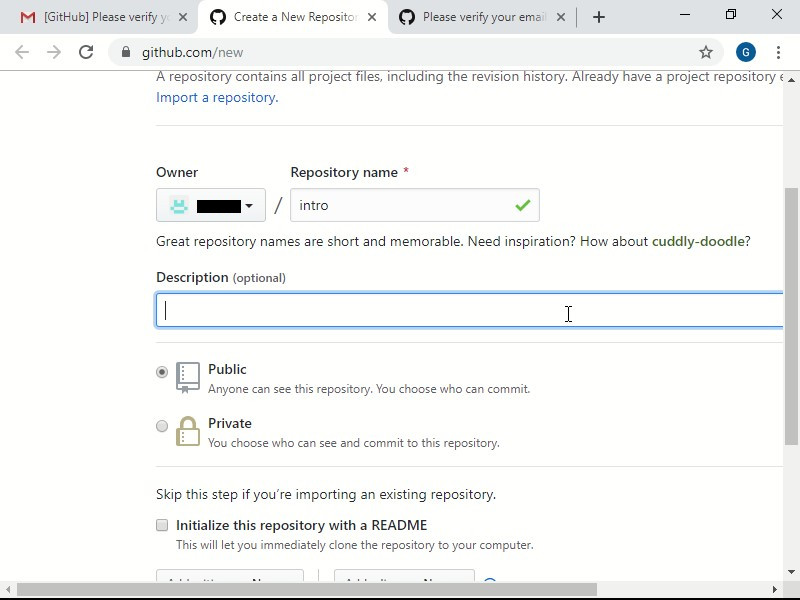 [GitHub] Please verify y
Create a New Reposito
Please verify your email
github.com/new
G
A repository contains all project files, including the revision history. Already have a project repository e
Import a repository.
Owner
Repository name *
/
intro
Great repository names are short and memorable. Need inspiration? How about cuddly-doodle?
Description (optional)
Public
Anyone can see this repository. You choose who can commit.
Private
You choose who can see and commit to this repository.
Skip this step if you're importing an existing repository.
Initialize this repository with a README
This will let you immediately clone the repository to your computer.